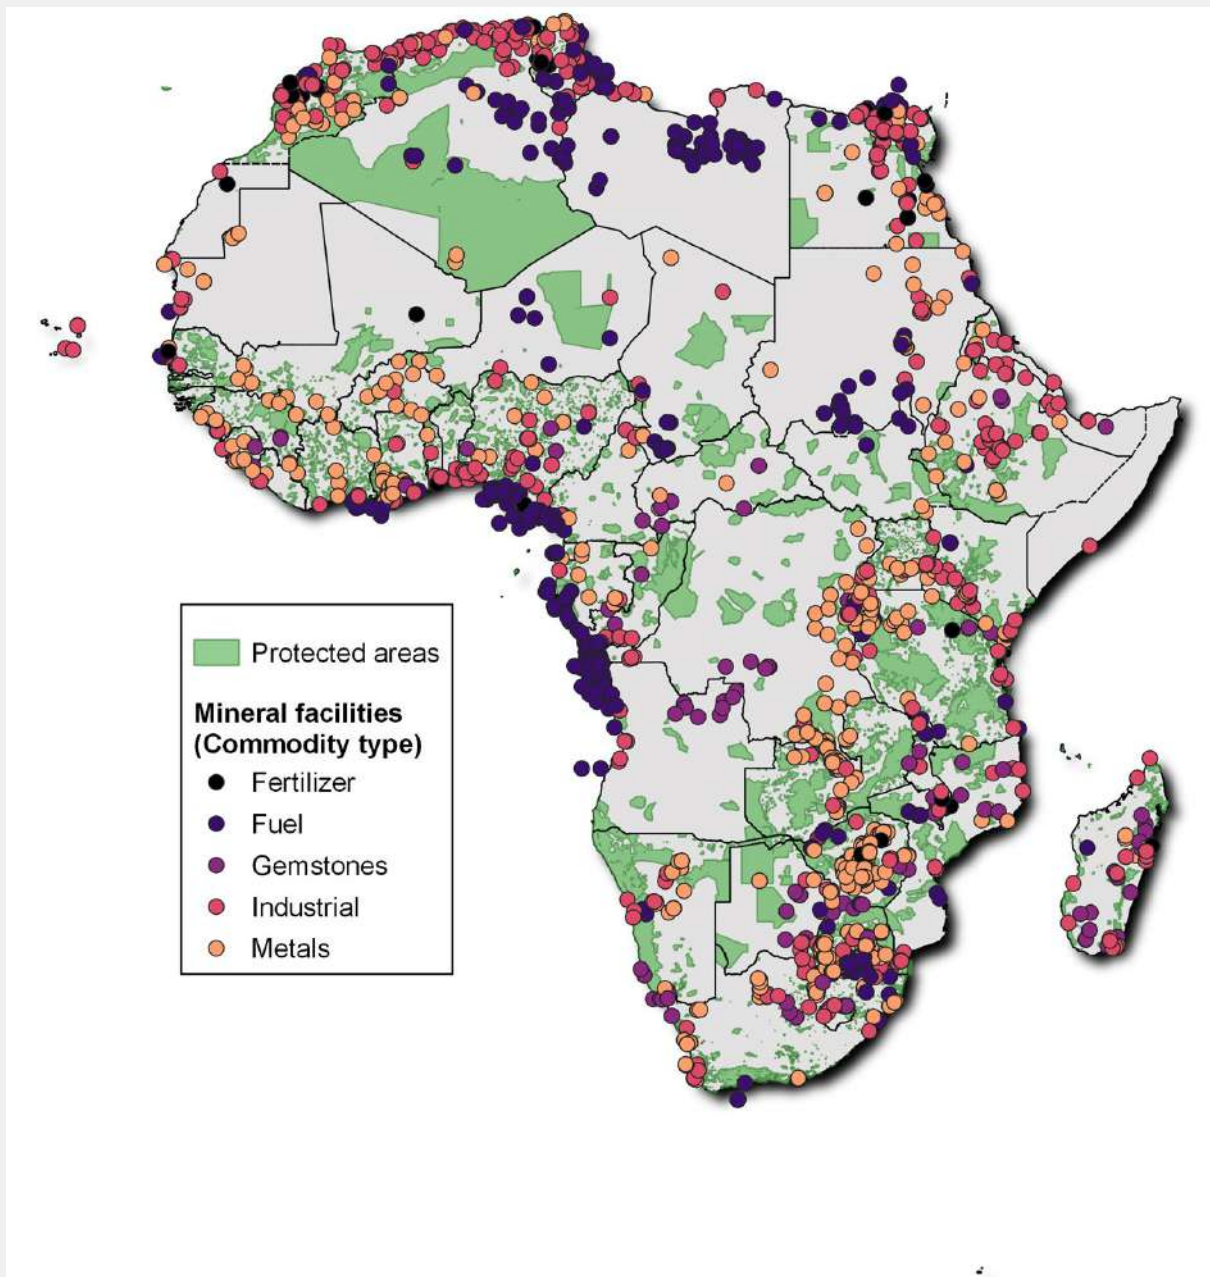 Protected areas
Mineral facilities
(Commodity type)
Fertilizer
Fuel
Gemstones
Industrial
Metals